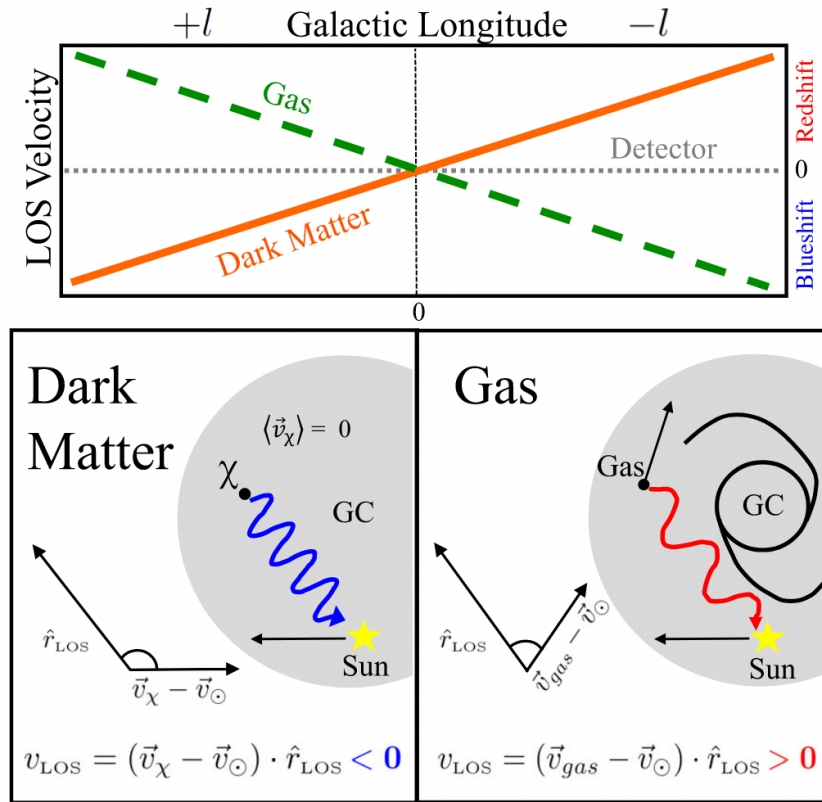 +l Galactic Longitude −l
LOS Velocity
Gas
Dark Matter
Detector
Redshift
0
Blueshift
0
Dark
Matter
⟨v⃗χ⟩ = 0
χ
GC
Sun
r̂LOS
v⃗χ − v⃗⊙
vLOS = (v⃗χ − v⃗⊙) · r̂LOS < 0
Gas
Gas
GC
Sun
r̂LOS
v⃗gas − v⃗⊙
vLOS = (v⃗gas − v⃗⊙) · r̂LOS > 0